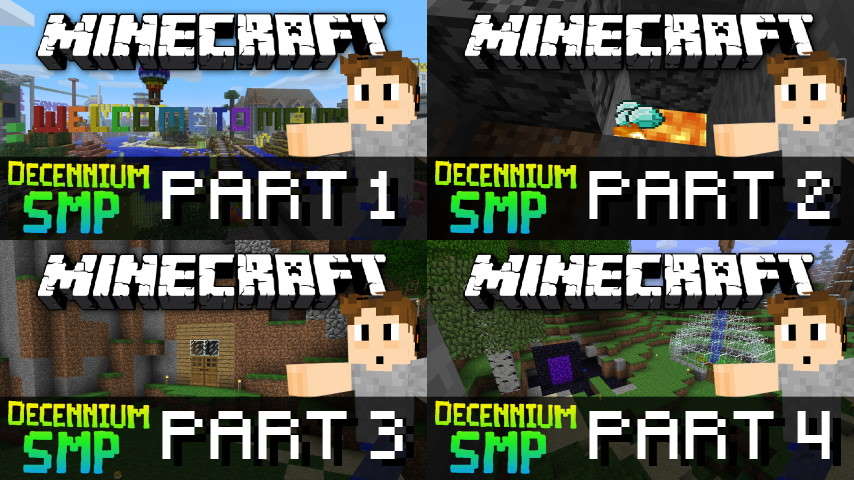 MINECRAFT
WELCOME TO
DECENNIUM
SMP
PART 1
MINECRAFT
DECENNIUM
SMP
PART 2
MINECRAFT
DECENNIUM
SMP
PART 3
MINECRAFT
DECENNIUM
SMP
PART 4